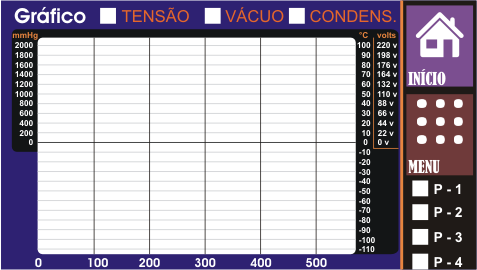 Gráfico TENSÃO VÁCUO CONDENS.
mmHg °C volts
2000 100 220 v
1800 90 198 v
1600 80 176 v
1400 70 164 v
1200 60 132 v
1000 50 110 v
800 40 88 v
600 30 66 v
400 20 44 v
200 10 22 v
0 0 0 v
-10
-20
-30
-40
-50
-60
-70
-80
-90
-100
-110
0 100 200 300 400 500
INÍCIO
MENU
P - 1
P - 2
P - 3
P - 4